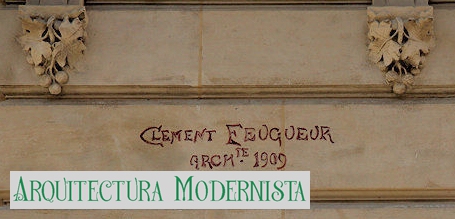 CLEMENT FEUGUEUR
ARCHTE. 1909
ARQUITECTURA MODERNISTA